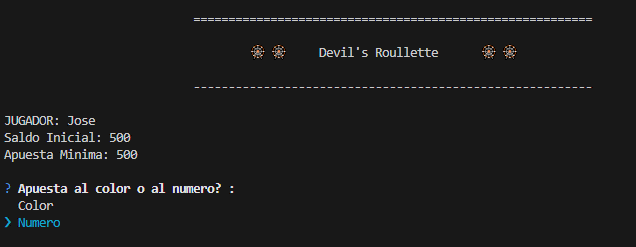 =========================================================
Devil's Roullette
---------------------------------------------------------
JUGADOR: Jose
Saldo Inicial: 500
Apuesta Minima: 500
? Apuesta al color o al numero? :
Color
❯ Numero